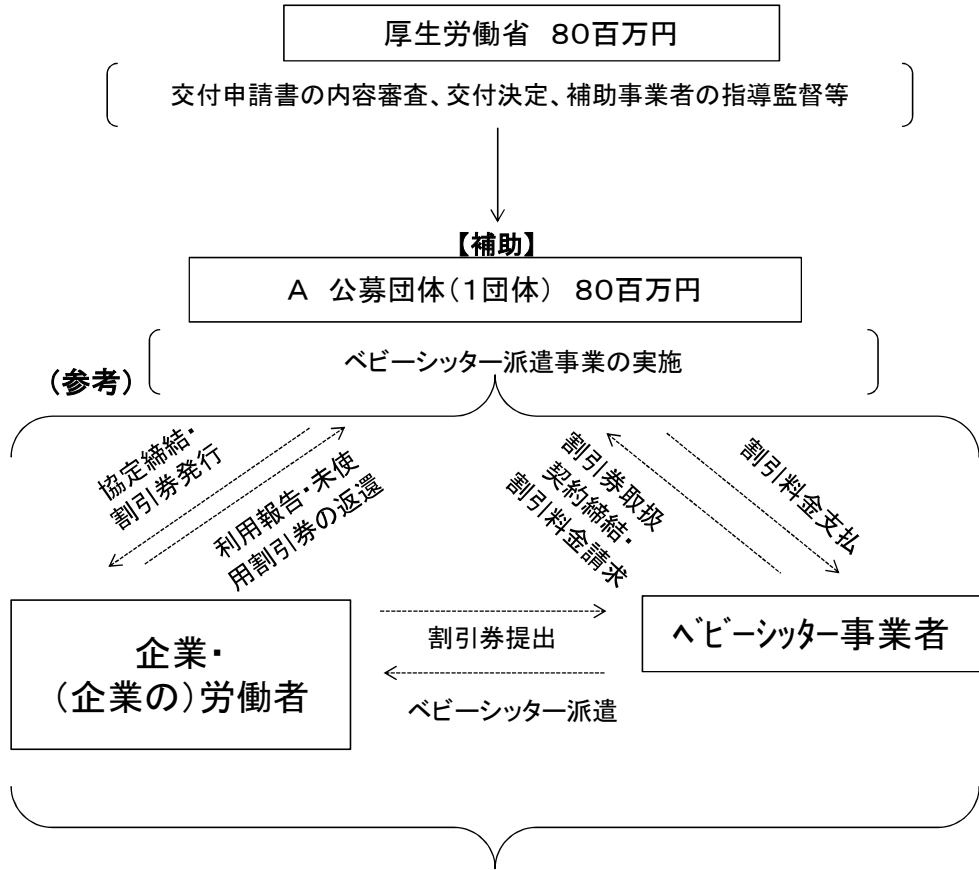 厚生労働省 80百万円
交付申請書の内容審査、交付決定、補助事業者の指導監督等
【補助】
A 公募団体(1団体) 80百万円
ベビーシッター派遣事業の実施
(参考)
協定締結・
割引券発行
利用報告・未使
用割引券の返還
割引券取扱
契約締結・
割引料金請求
割引料金支払
企業・
(企業の)労働者
割引券提出
ベビーシッター派遣
ベビーシッター事業者